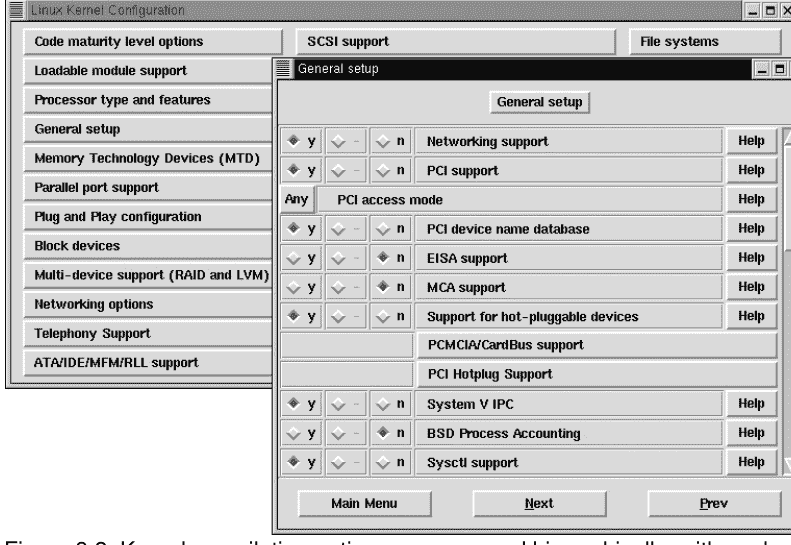 Linux Kernel Configuration
Code maturity level options
SCSI support
File systems
Loadable module support
Processor type and features
General setup
Memory Technology Devices (MTD)
Parallel port support
Plug and Play configuration
Block devices
Multi-device support (RAID and LVM)
Networking options
Telephony Support
ATA/IDE/MFM/RLL support
General setup
General setup
y - n Networking support Help
y - n PCI support Help
Any PCI access mode Help
y - n PCI device name database Help
y - n EISA support Help
y - n MCA support Help
y - n Support for hot-pluggable devices Help
PCMCIA/CardBus support
PCI Hotplug Support
y - n System V IPC Help
y - n BSD Process Accounting Help
y - n Sysctl support Help
Main Menu Next Prev